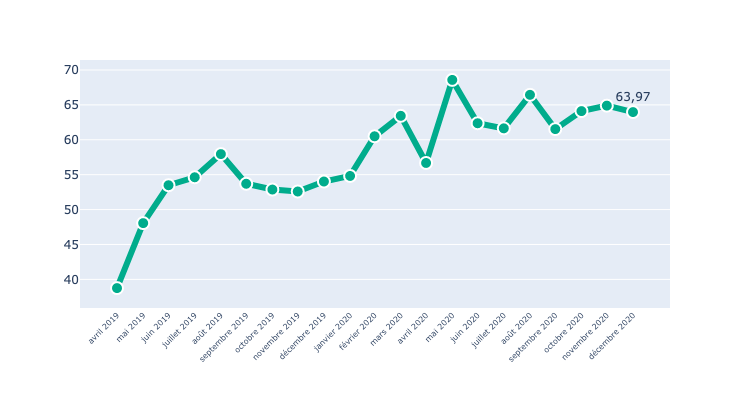 70
65
60
55
50
45
40
63,97
avril 2019
mai 2019
juin 2019
juillet 2019
août 2019
septembre 2019
octobre 2019
novembre 2019
décembre 2019
janvier 2020
février 2020
mars 2020
avril 2020
mai 2020
juin 2020
juillet 2020
août 2020
septembre 2020
octobre 2020
novembre 2020
décembre 2020